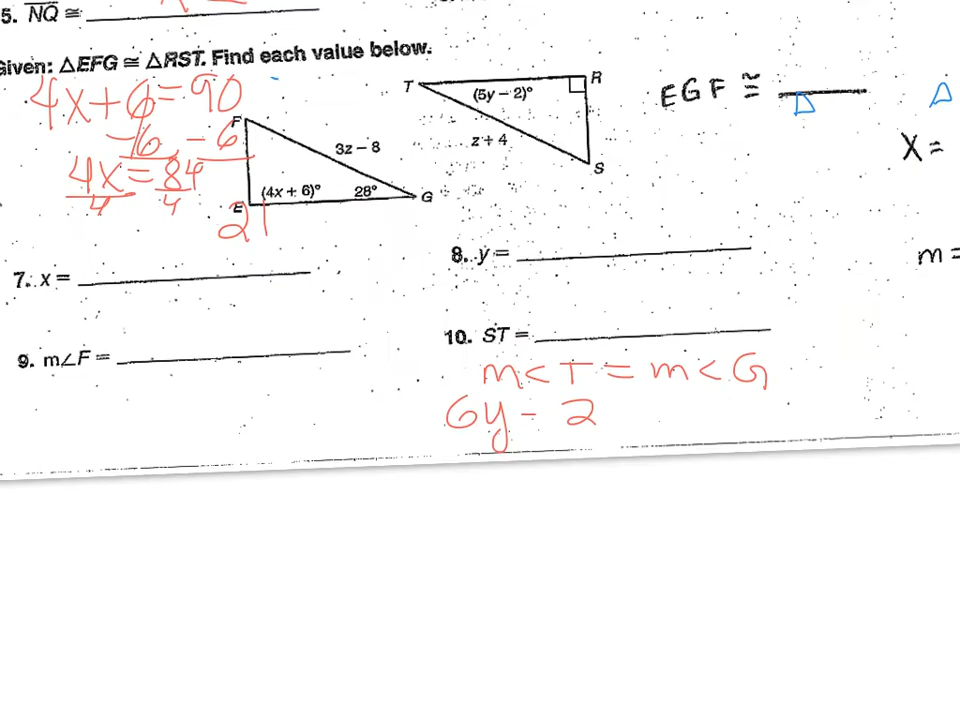 5. NQ ≅
Given: △EFG ≅ △RST. Find each value below.
4x+6=90
-6, -6
4x = 84
4 4
21
F
3z – 8
(4x + 6)°
28°
E
G
T
R
(5y – 2)°
z + 4
S
EGF ≅
D
△
X =
7. x =
8. y =
m =
9. m∠F =
10. ST =
m<T = m<G
6y - 2